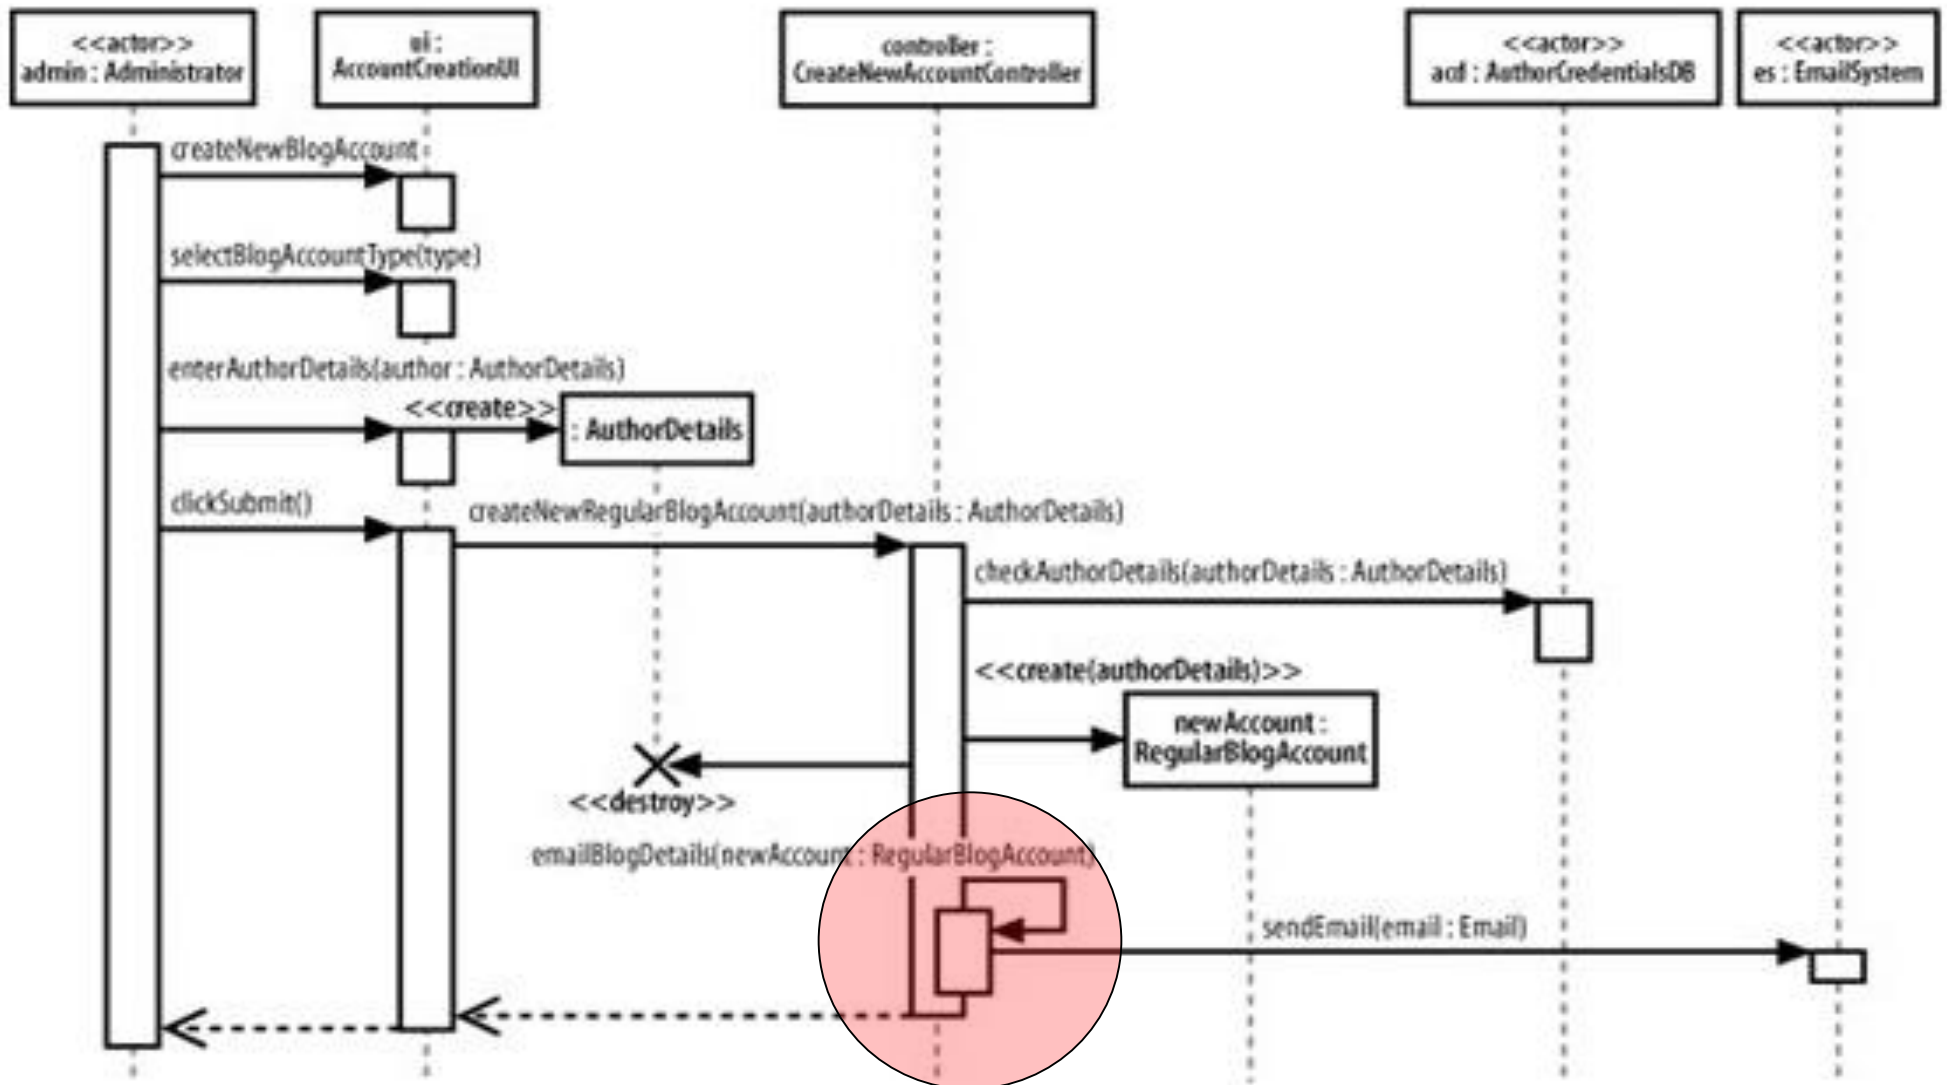 <<actor>>
admin : Administrator
ui :
AccountCreationUI
controller :
CreateNewAccountController
<<actor>>
acd : AuthorCredentialsDB
<<actor>>
es : EmailSystem
createNewBlogAccount
selectBlogAccountType(type)
enterAuthorDetails(author : AuthorDetails)
<<create>>
: AuthorDetails
clickSubmit()
createNewRegularBlogAccount(authorDetails : AuthorDetails)
checkAuthorDetails(authorDetails : AuthorDetails)
<<create(authorDetails)>>
newAccount :
RegularBlogAccount
<<destroy>>
emailBlogDetails(newAccount : RegularBlogAccount)
sendEmail(email : Email)